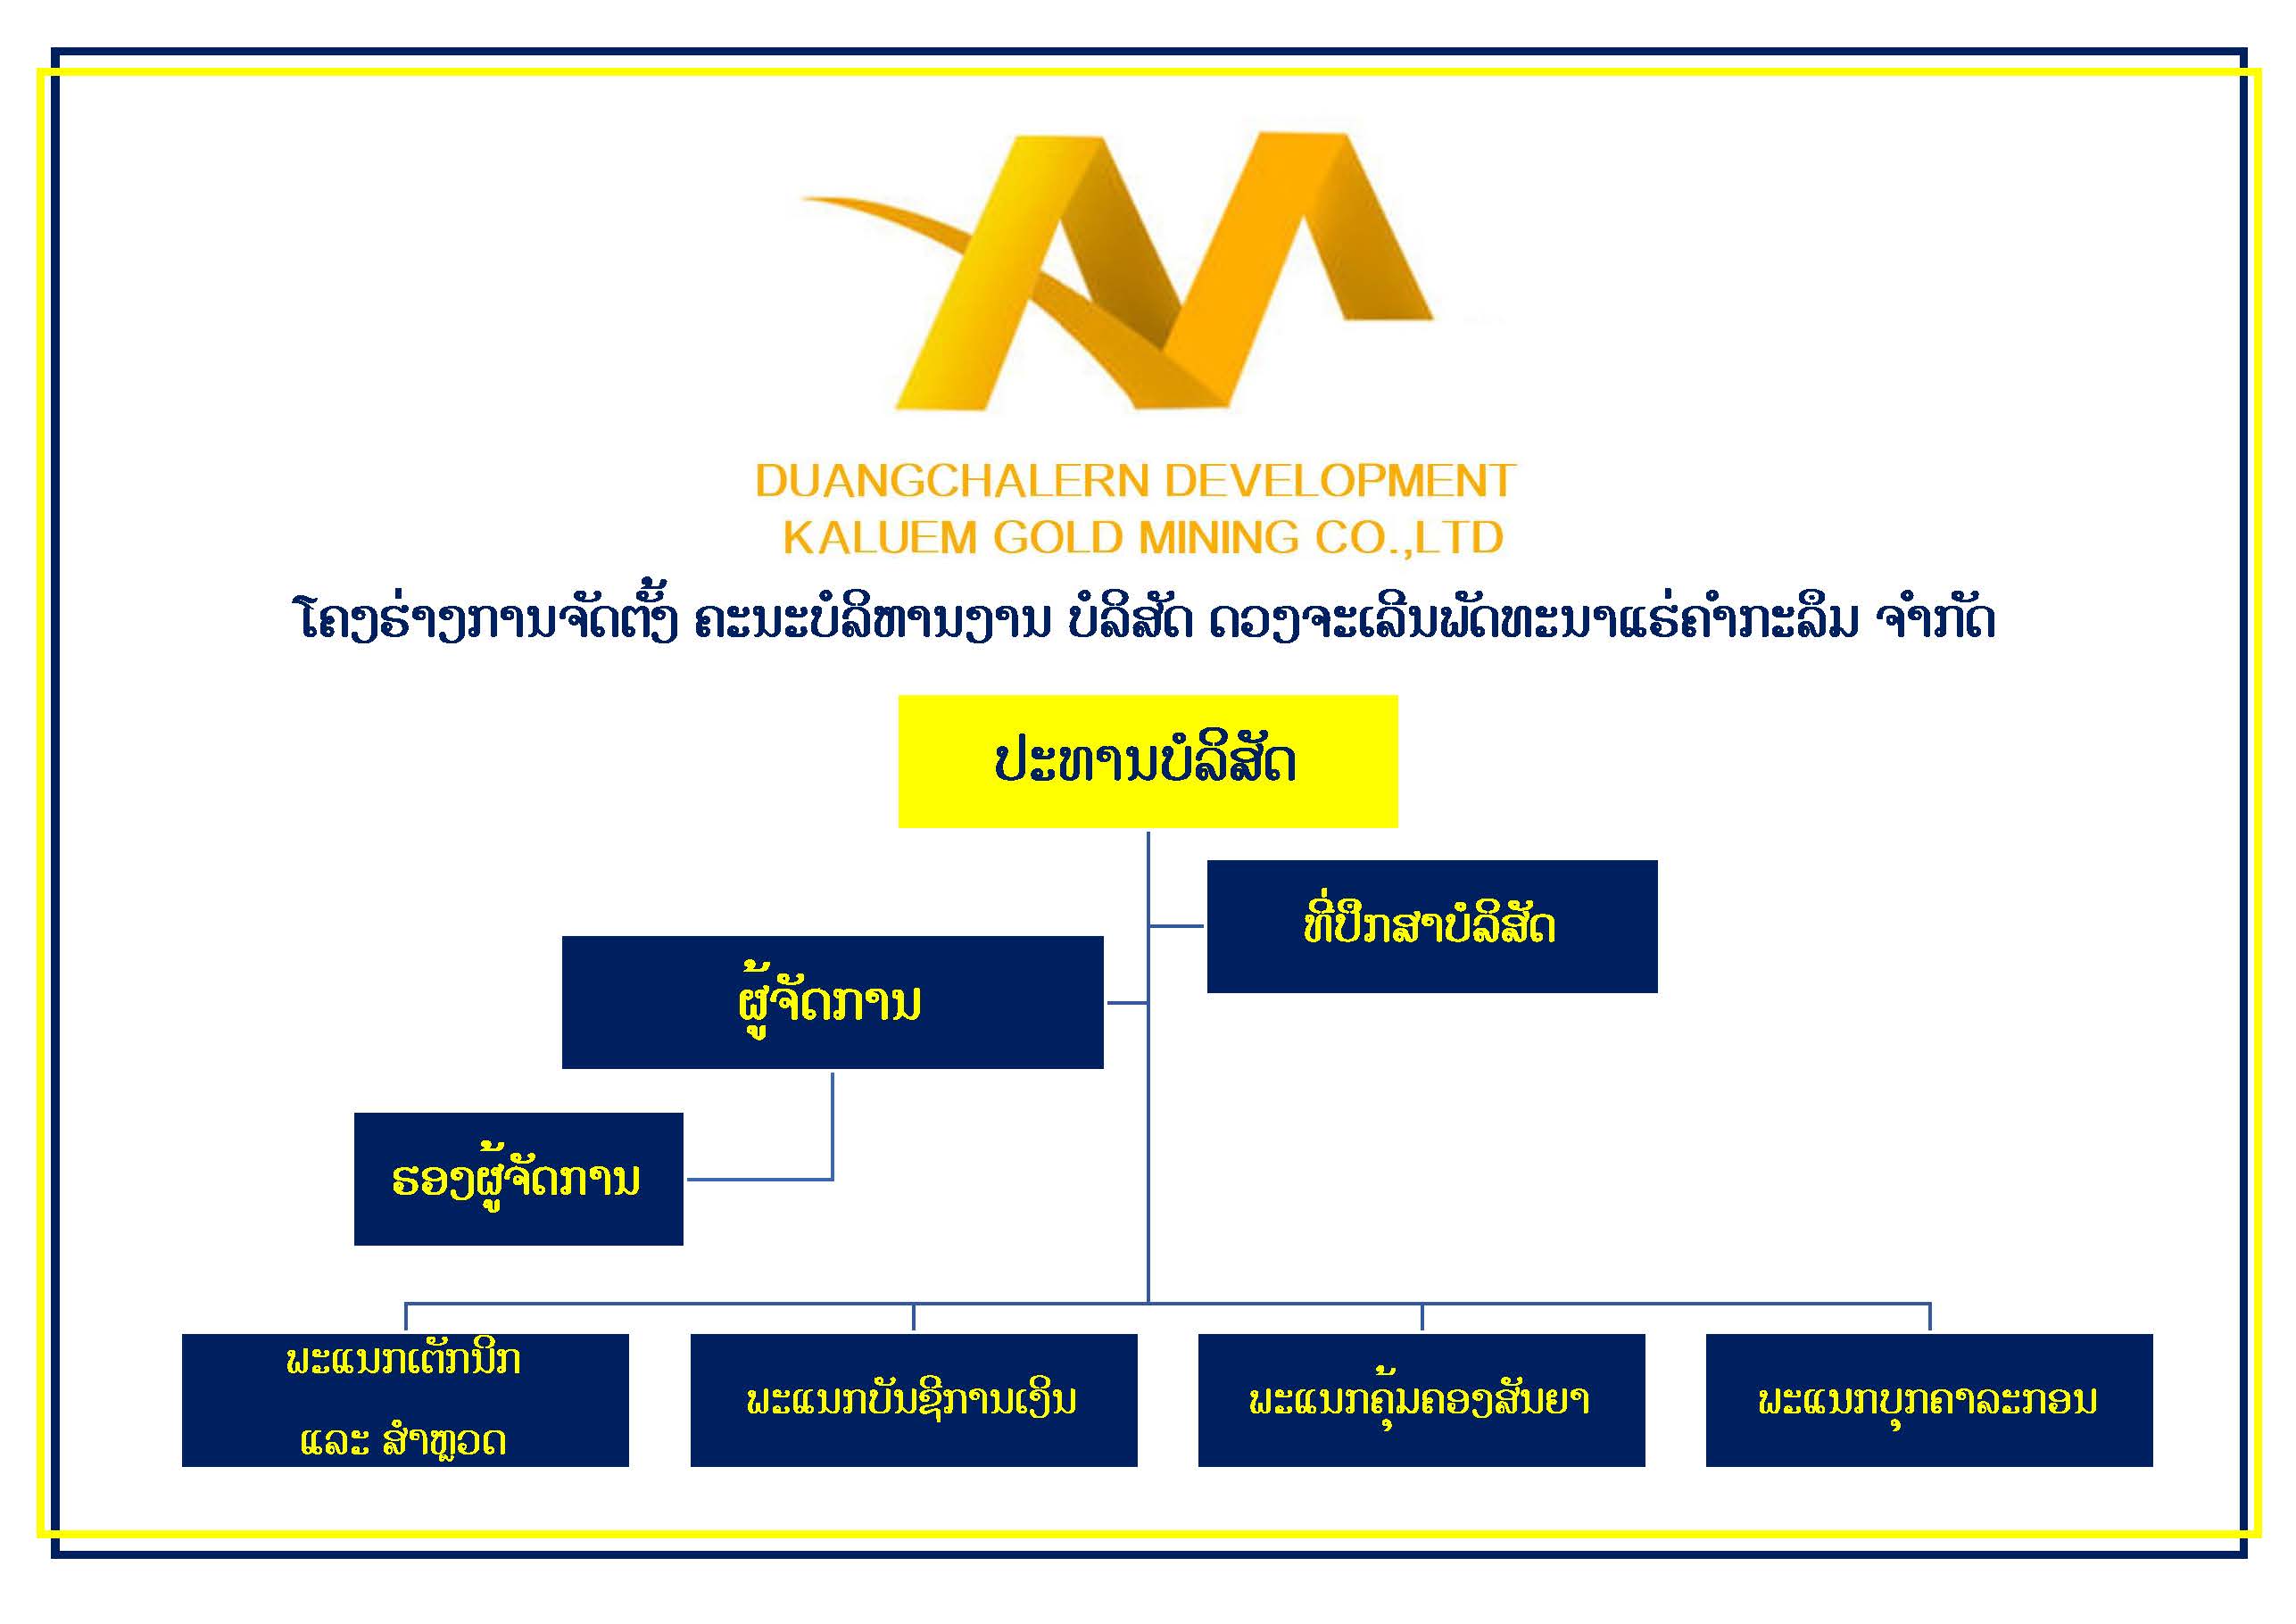 DUANGCHALERN DEVELOPMENT
KALUEM GOLD MINING CO.,LTD
ໂຄງຮ່າງການຈັດຕັ້ງ ຄະນະບໍລິຫານງານ ບໍລິສັດ ດວງຈະເລີນພັດທະນາແຮ່ຄຳກະລຶມ ຈຳກັດ
ປະທານບໍລິສັດ
ທີ່ປຶກສາບໍລິສັດ
ຜູ້ຈັດການ
ຮອງຜູ້ຈັດການ
ພະແນກເຕັກນິກ
ແລະ ສຳຫຼວດ
ພະແນກບັນຊີການເງິນ
ພະແນກຄຸ້ມຄອງສັນຍາ
ພະແນກບຸກຄາລະກອນ